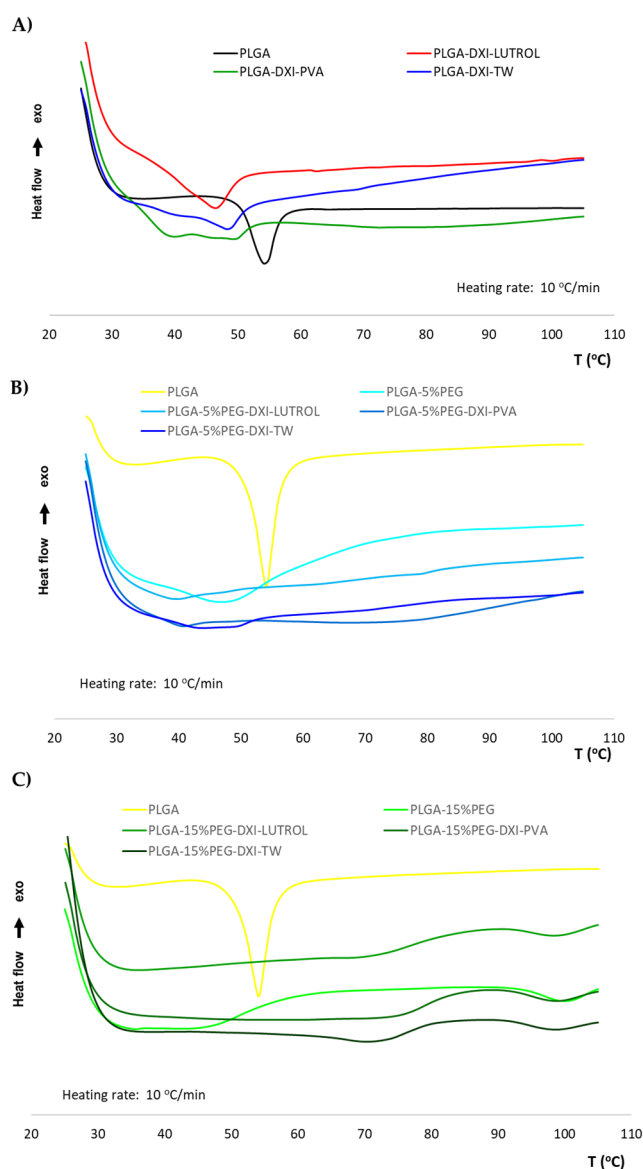 A)
PLGA PLGA-DXI-LUTROL
PLGA-DXI-PVA PLGA-DXI-TW
Heat flow → exo
Heating rate: 10 °C/min
20 30 40 50 60 70 80 90 100 110
T (°C)
B)
PLGA PLGA-5%PEG
PLGA-5%PEG-DXI-LUTROL PLGA-5%PEG-DXI-PVA
PLGA-5%PEG-DXI-TW
Heat flow → exo
Heating rate: 10 °C/min
20 30 40 50 60 70 80 90 100 110
T (°C)
C)
PLGA PLGA-15%PEG
PLGA-15%PEG-DXI-LUTROL PLGA-15%PEG-DXI-PVA
PLGA-15%PEG-DXI-TW
Heat flow → exo
Heating rate: 10 °C/min
20 30 40 50 60 70 80 90 100 110
T (°C)